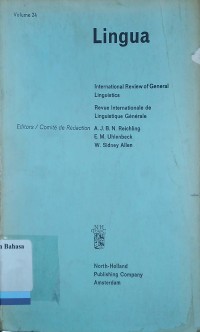 Volume 24
Lingua
International Review of General
Linguistics
Revue Internationale de
Linguistique Générale
Editors / Comité de Rédaction A. J. B. N. Reichling
E. M. Uhlenbeck
W. Sidney Allen
Bahasa
North-Holland
Publishing Company
Amsterdam